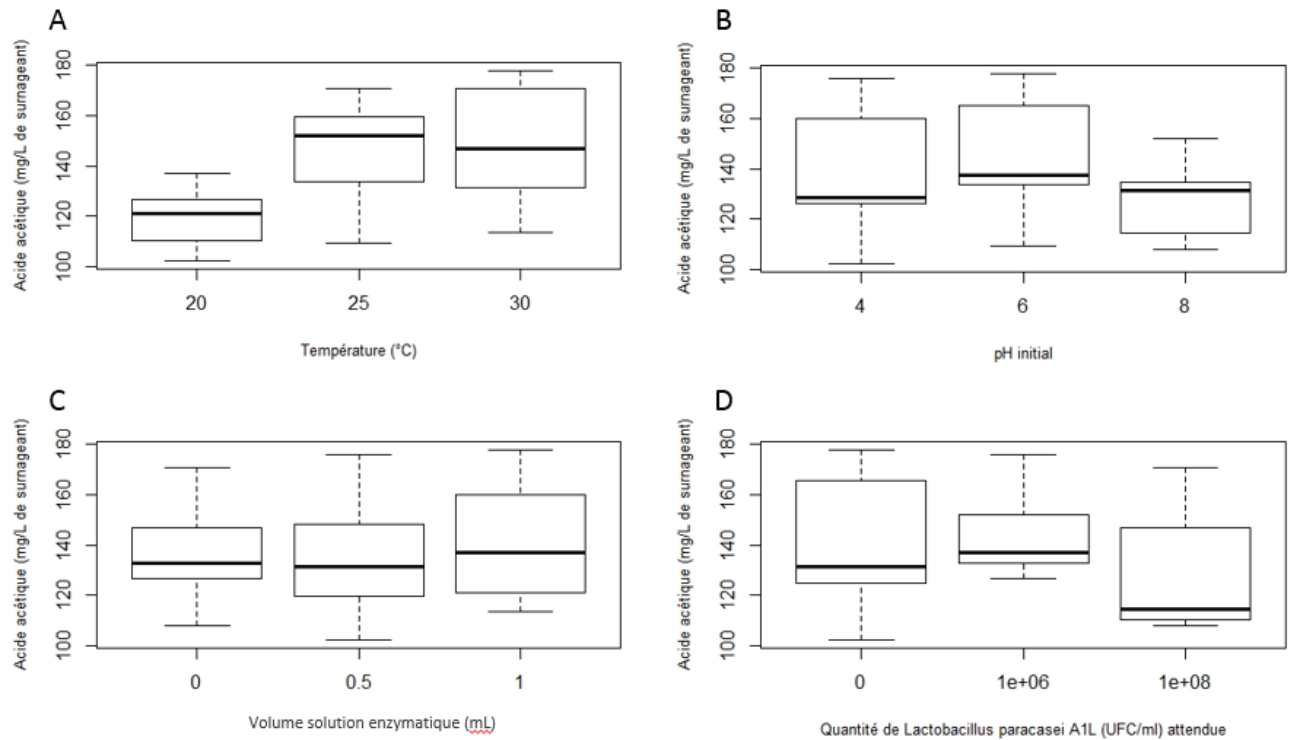 A
Acide acétique (mg/L de surnageant)
180
160
140
120
100
20 25 30
Température (°C)
B
Acide acétique (mg/L de surnageant)
180
160
140
120
100
4 6 8
pH initial
C
Acide acétique (mg/L de surnageant)
180
160
140
120
100
0 0.5 1
Volume solution enzymatique (mL)
D
Acide acétique (mg/L de surnageant)
180
160
140
120
100
0 1e+06 1e+08
Quantité de Lactobacillus paracasei A1L (UFC/ml) attendue